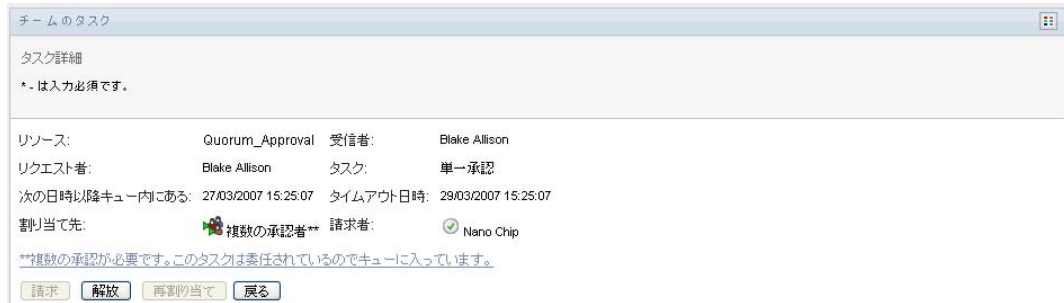 チームのタスク
タスク詳細
* - は入力必須です。
リソース: Quorum_Approval 受信者: Blake Allison
リクエスト者: Blake Allison タスク: 単一承認
次の日時以降キュー内にある: 27/03/2007 15:25:07 タイムアウト日時: 29/03/2007 15:25:07
割り当て先: 複数の承認者** 請求者: Nano Chip
**複数の承認が必要です。このタスクは委任されているのでキューに入っています。
請求 解放 再割り当て 戻る